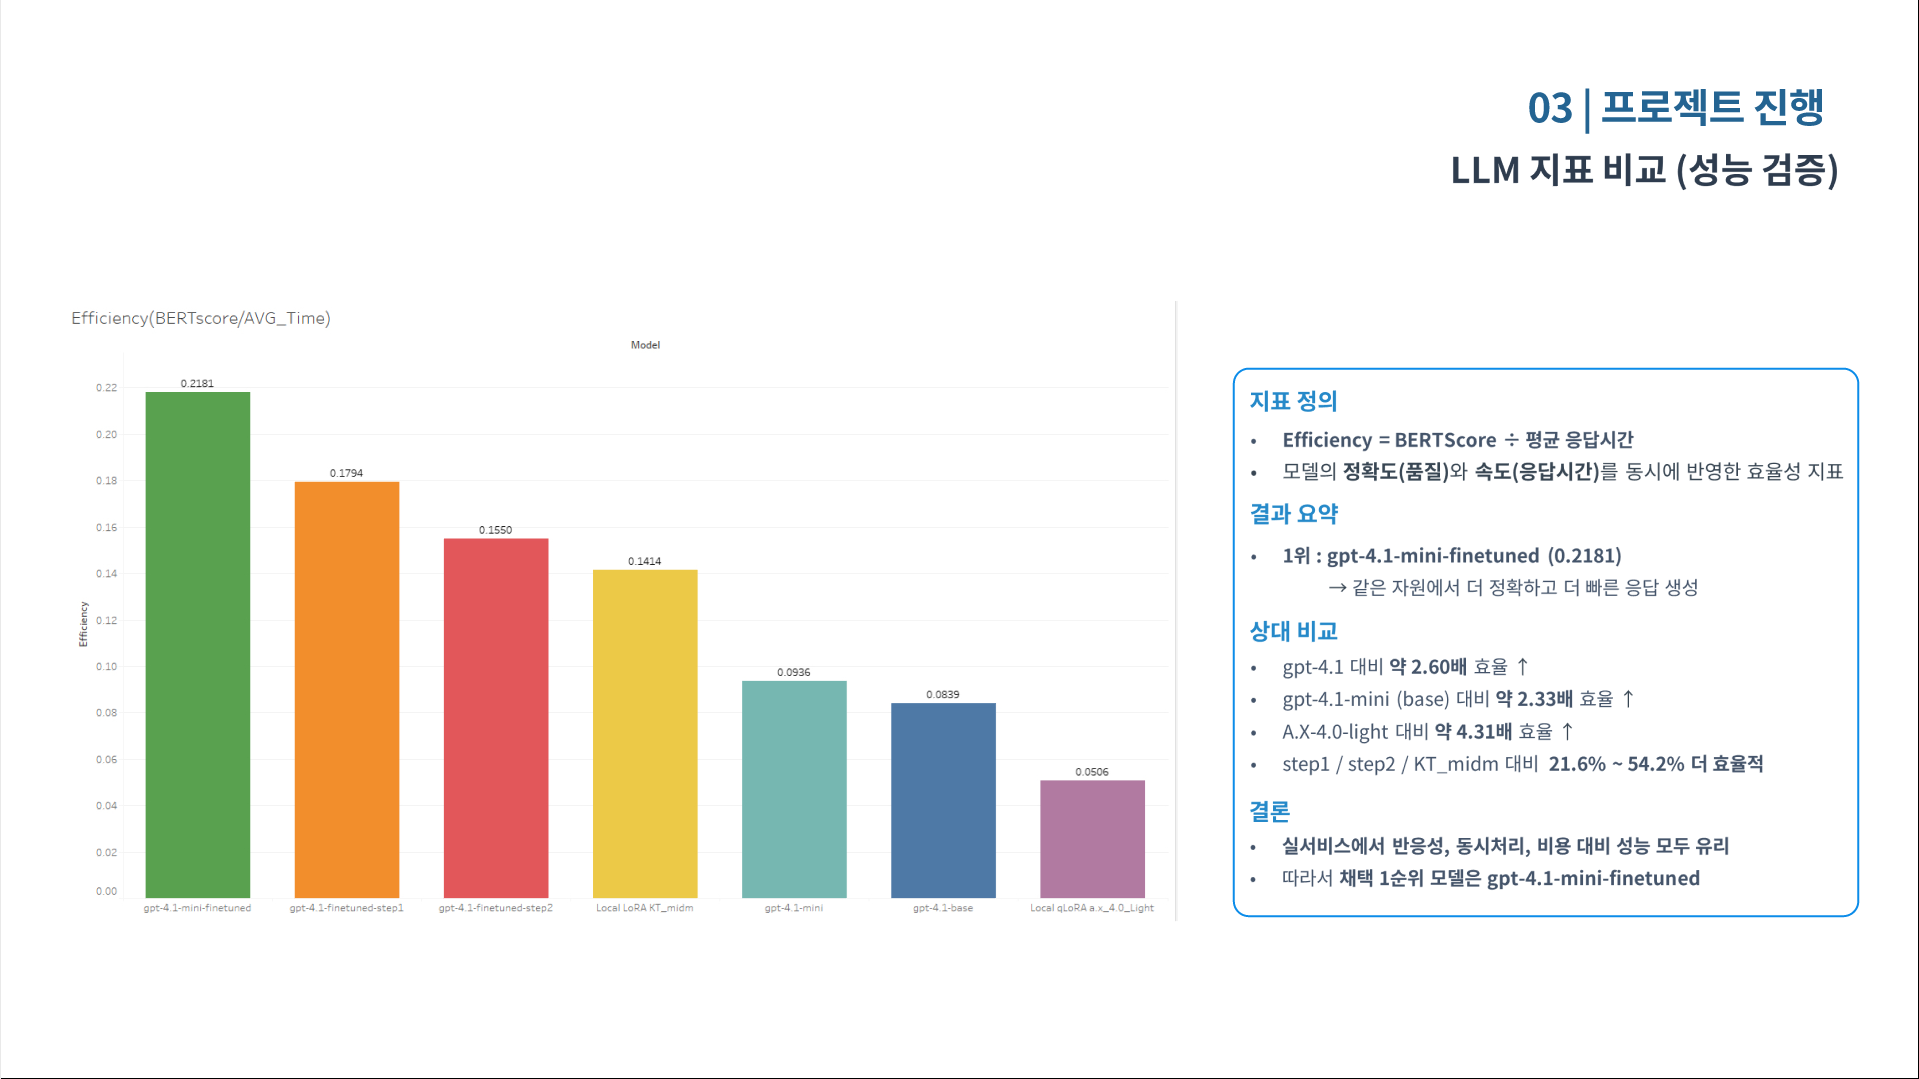 03 | 프로젝트 진행
LLM 지표 비교 (성능 검증)
Efficiency(BERTscore/AVG_Time)
Model
Efficiency
0.22
0.20
0.18
0.16
0.14
0.12
0.10
0.08
0.06
0.04
0.02
0.00
0.2181
0.1794
0.1550
0.1414
0.0936
0.0839
0.0506
gpt-4.1-mini-finetuned
gpt-4.1-finetuned-step1
gpt-4.1-finetuned-step2
Local LoRA KT_midm
gpt-4.1-mini
gpt-4.1-base
Local qLoRA a.x_4.0_Light
지표 정의
• Efficiency = BERTScore ÷ 평균 응답시간
• 모델의 정확도(품질)와 속도(응답시간)를 동시에 반영한 효율성 지표
결과 요약
• 1위 : gpt-4.1-mini-finetuned (0.2181)
→ 같은 자원에서 더 정확하고 더 빠른 응답 생성
상대 비교
• gpt-4.1 대비 약 2.60배 효율 ↑
• gpt-4.1-mini (base) 대비 약 2.33배 효율 ↑
• A.X-4.0-light 대비 약 4.31배 효율 ↑
• step1 / step2 / KT_midm 대비 21.6% ~ 54.2% 더 효율적
결론
• 실서비스에서 반응성, 동시처리, 비용 대비 성능 모두 유리
• 따라서 채택 1순위 모델은 gpt-4.1-mini-finetuned